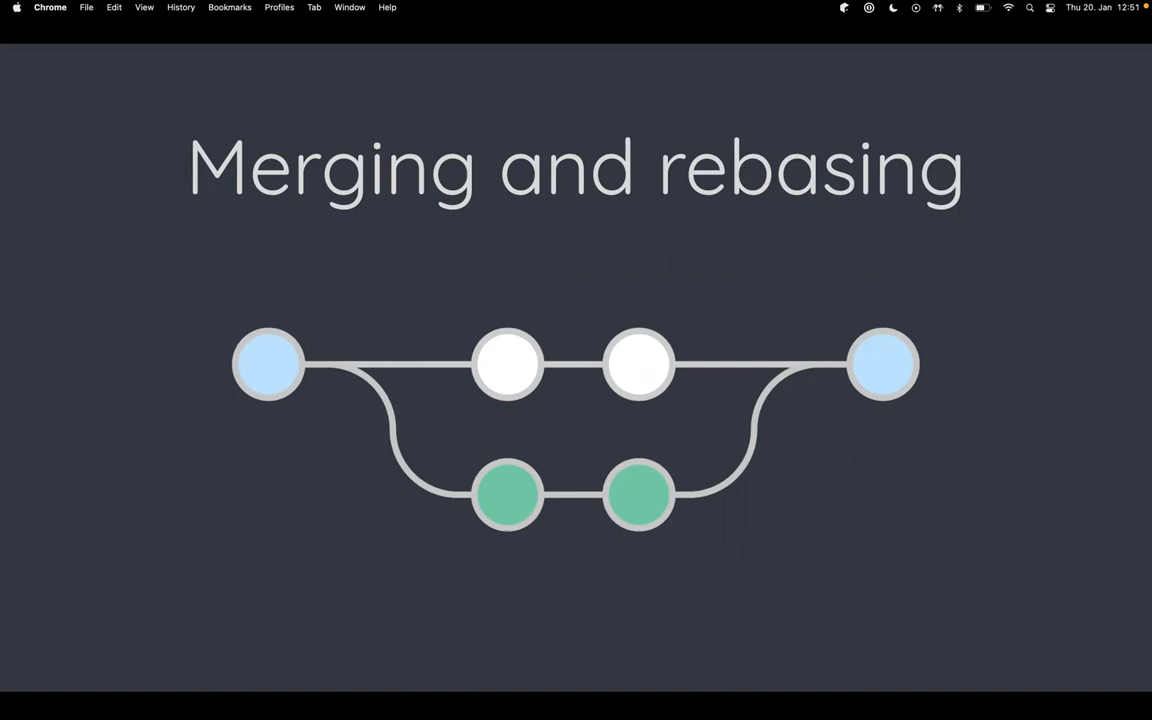 Chrome File Edit View History Bookmarks Profiles Tab Window Help Thu 20. Jan 12:51
Merging and rebasing